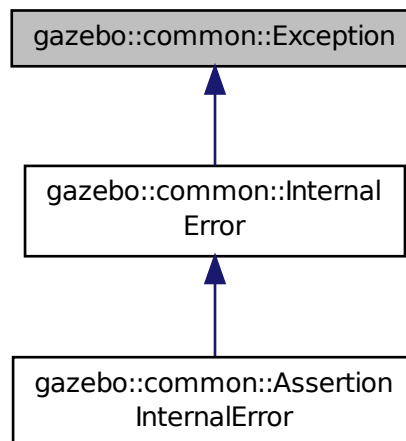 gazebo::common::Exception
gazebo::common::Internal
Error
gazebo::common::Assertion
InternalError